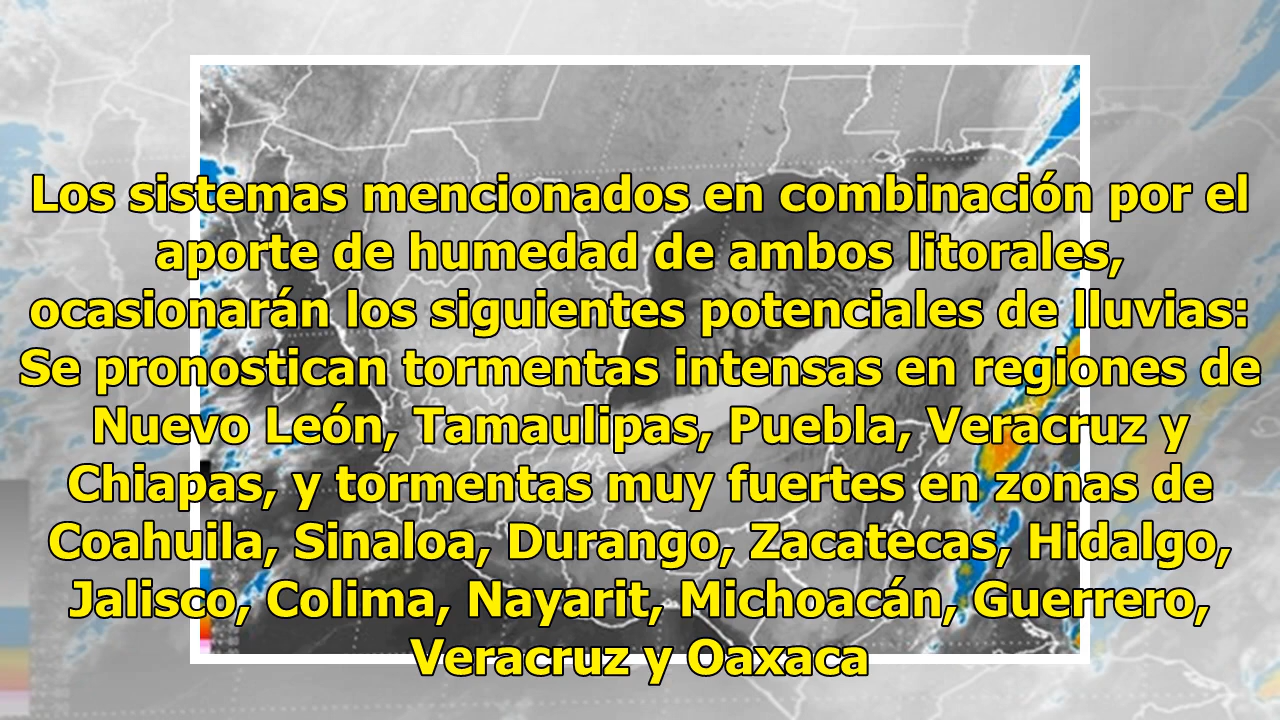 Los sistemas mencionados en combinación por el
aporte de humedad de ambos litorales,
ocasionarán los siguientes potenciales de lluvias:
Se pronostican tormentas intensas en regiones de
Nuevo León, Tamaulipas, Puebla, Veracruz y
Chiapas, y tormentas muy fuertes en zonas de
Coahuila, Sinaloa, Durango, Zacatecas, Hidalgo,
Jalisco, Colima, Nayarit, Michoacán, Guerrero,
Veracruz y Oaxaca